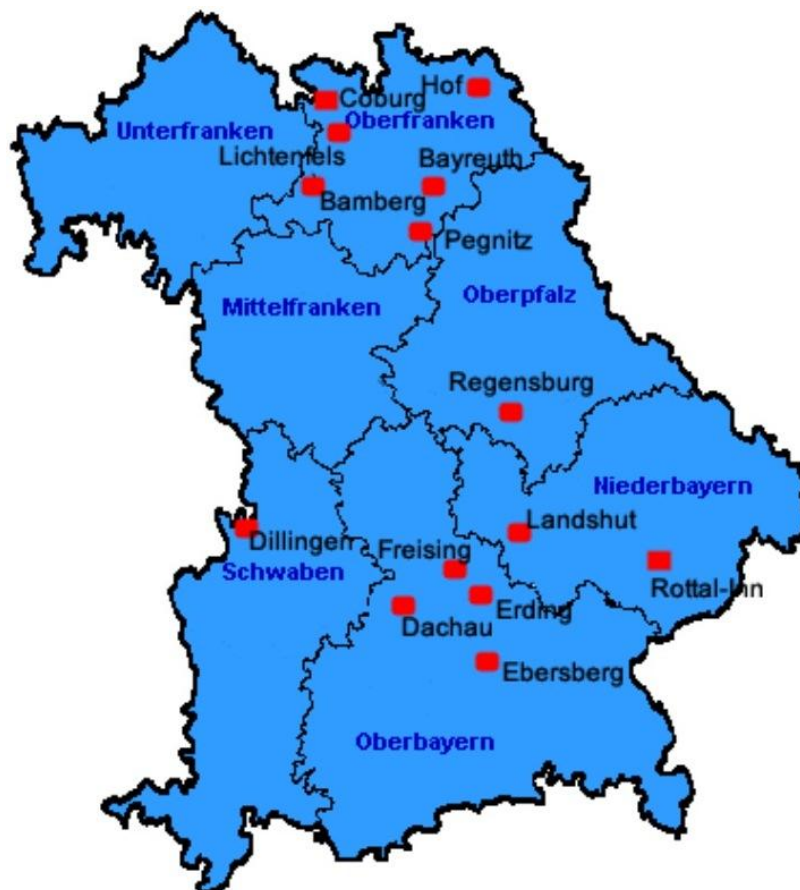 Hof
Coburg
Unterfranken
Oberfranken
Lichtenfels
Bayreuth
Bamberg
Pegnitz
Mittelfranken
Oberpfalz
Regensburg
Niederbayern
Landshut
Dillingen
Freising
Schwaben
Rottal-Inn
Erding
Dachau
Ebersberg
Oberbayern